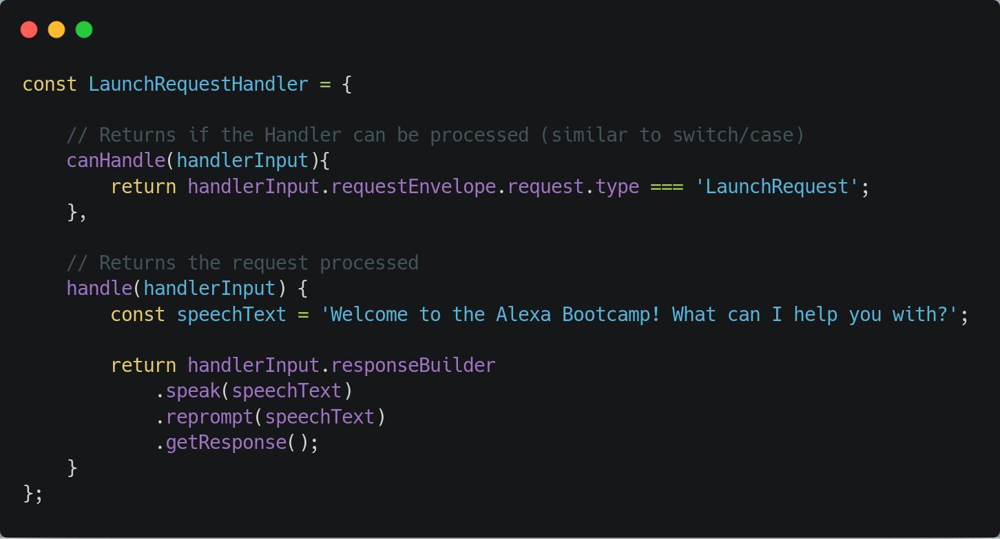 const LaunchRequestHandler = {
    // Returns if the Handler can be processed (similar to switch/case)
    canHandle(handlerInput){
        return handlerInput.requestEnvelope.request.type === 'LaunchRequest';
    },
    // Returns the request processed
    handle(handlerInput) {
        const speechText = 'Welcome to the Alexa Bootcamp! What can I help you with?';
        return handlerInput.responseBuilder
            .speak(speechText)
            .reprompt(speechText)
            .getResponse();
    }
};